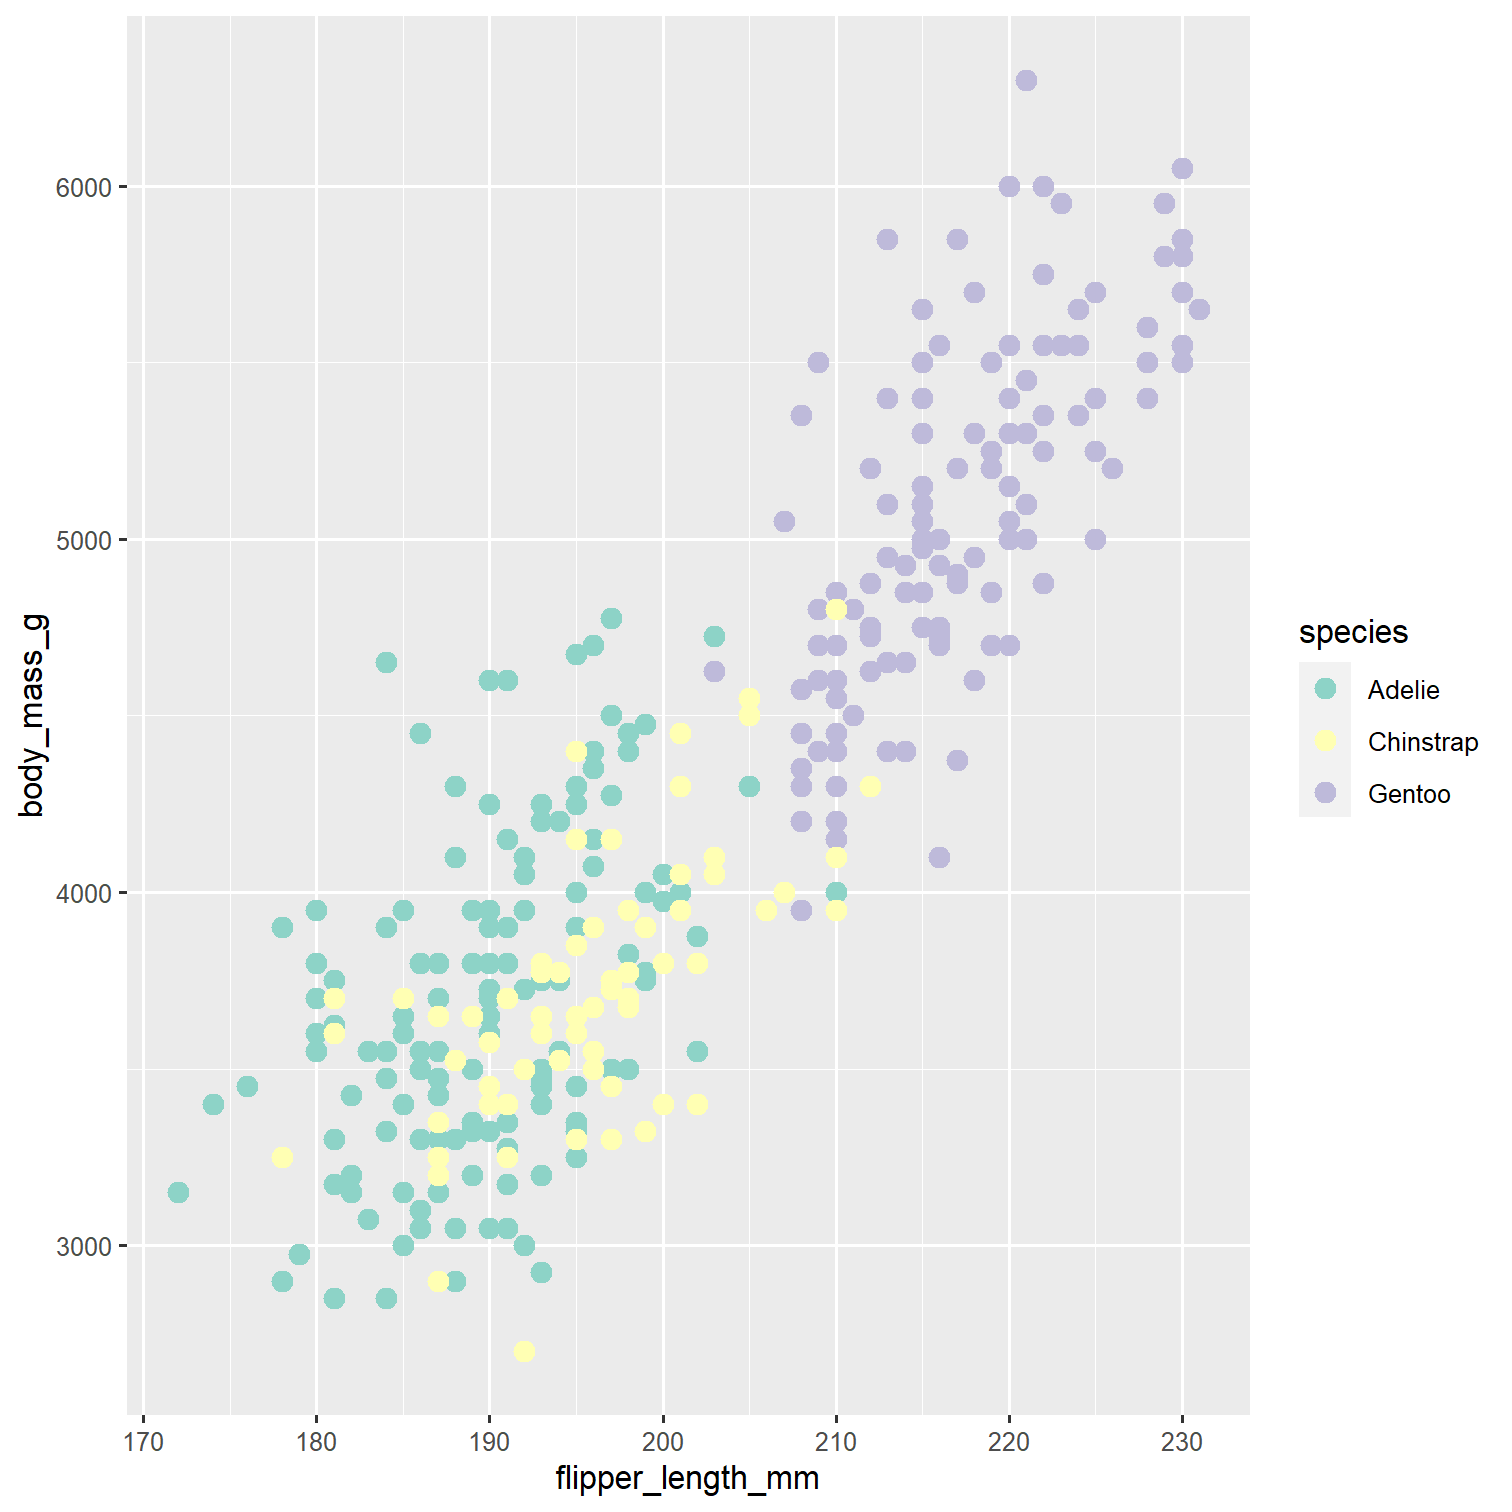 6000
5000
4000
3000
body_mass_g
170 180 190 200 210 220 230
flipper_length_mm
species
Adelie
Chinstrap
Gentoo